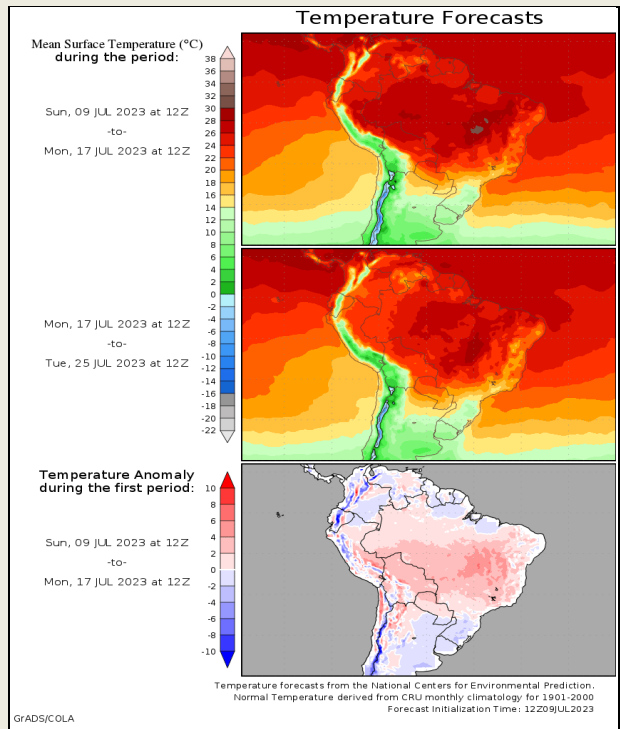 Temperature Forecasts
Mean Surface Temperature (°C)
during the period:
38
36
34
32
30
28
26
24
22
20
18
16
14
12
10
8
6
4
2
0
-2
-4
-6
-8
-10
-12
-14
-16
-18
-20
-22
Sun, 09 JUL 2023 at 12Z
-to-
Mon, 17 JUL 2023 at 12Z
Mon, 17 JUL 2023 at 12Z
-to-
Tue, 25 JUL 2023 at 12Z
Temperature Anomaly
during the first period:
10
8
6
4
2
0
-2
-4
-6
-8
-10
Sun, 09 JUL 2023 at 12Z
-to-
Mon, 17 JUL 2023 at 12Z
Temperature forecasts from the National Centers for Environmental Prediction.
Normal Temperature derived from CRU monthly climatology for 1901-2000
Forecast Initialization Time: 12Z09JUL2023
GrADS/COLA